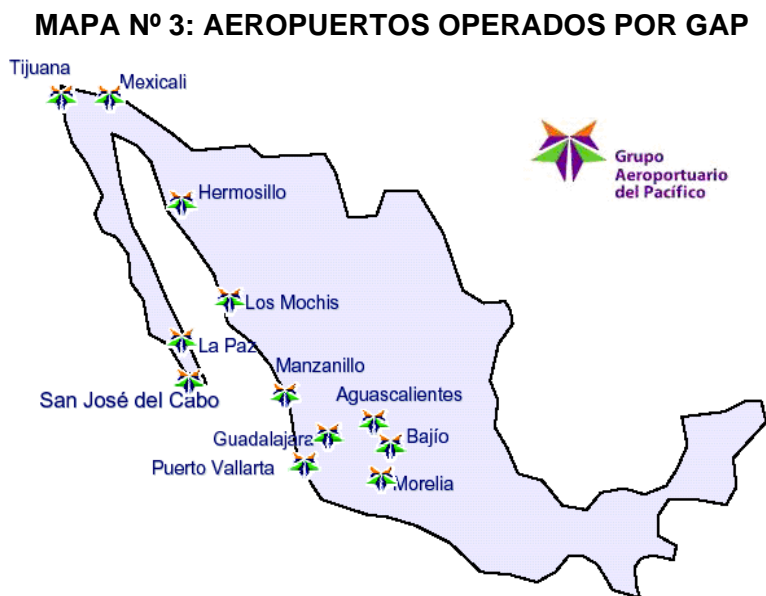 MAPA Nº 3: AEROPUERTOS OPERADOS POR GAP
Tijuana
Mexicali
Grupo
Aeroportuario
del Pacífico
Hermosillo
Los Mochis
La Paz
Manzanillo
San José del Cabo
Aguascalientes
Guadalajara
Bajío
Puerto Vallarta
Morelia